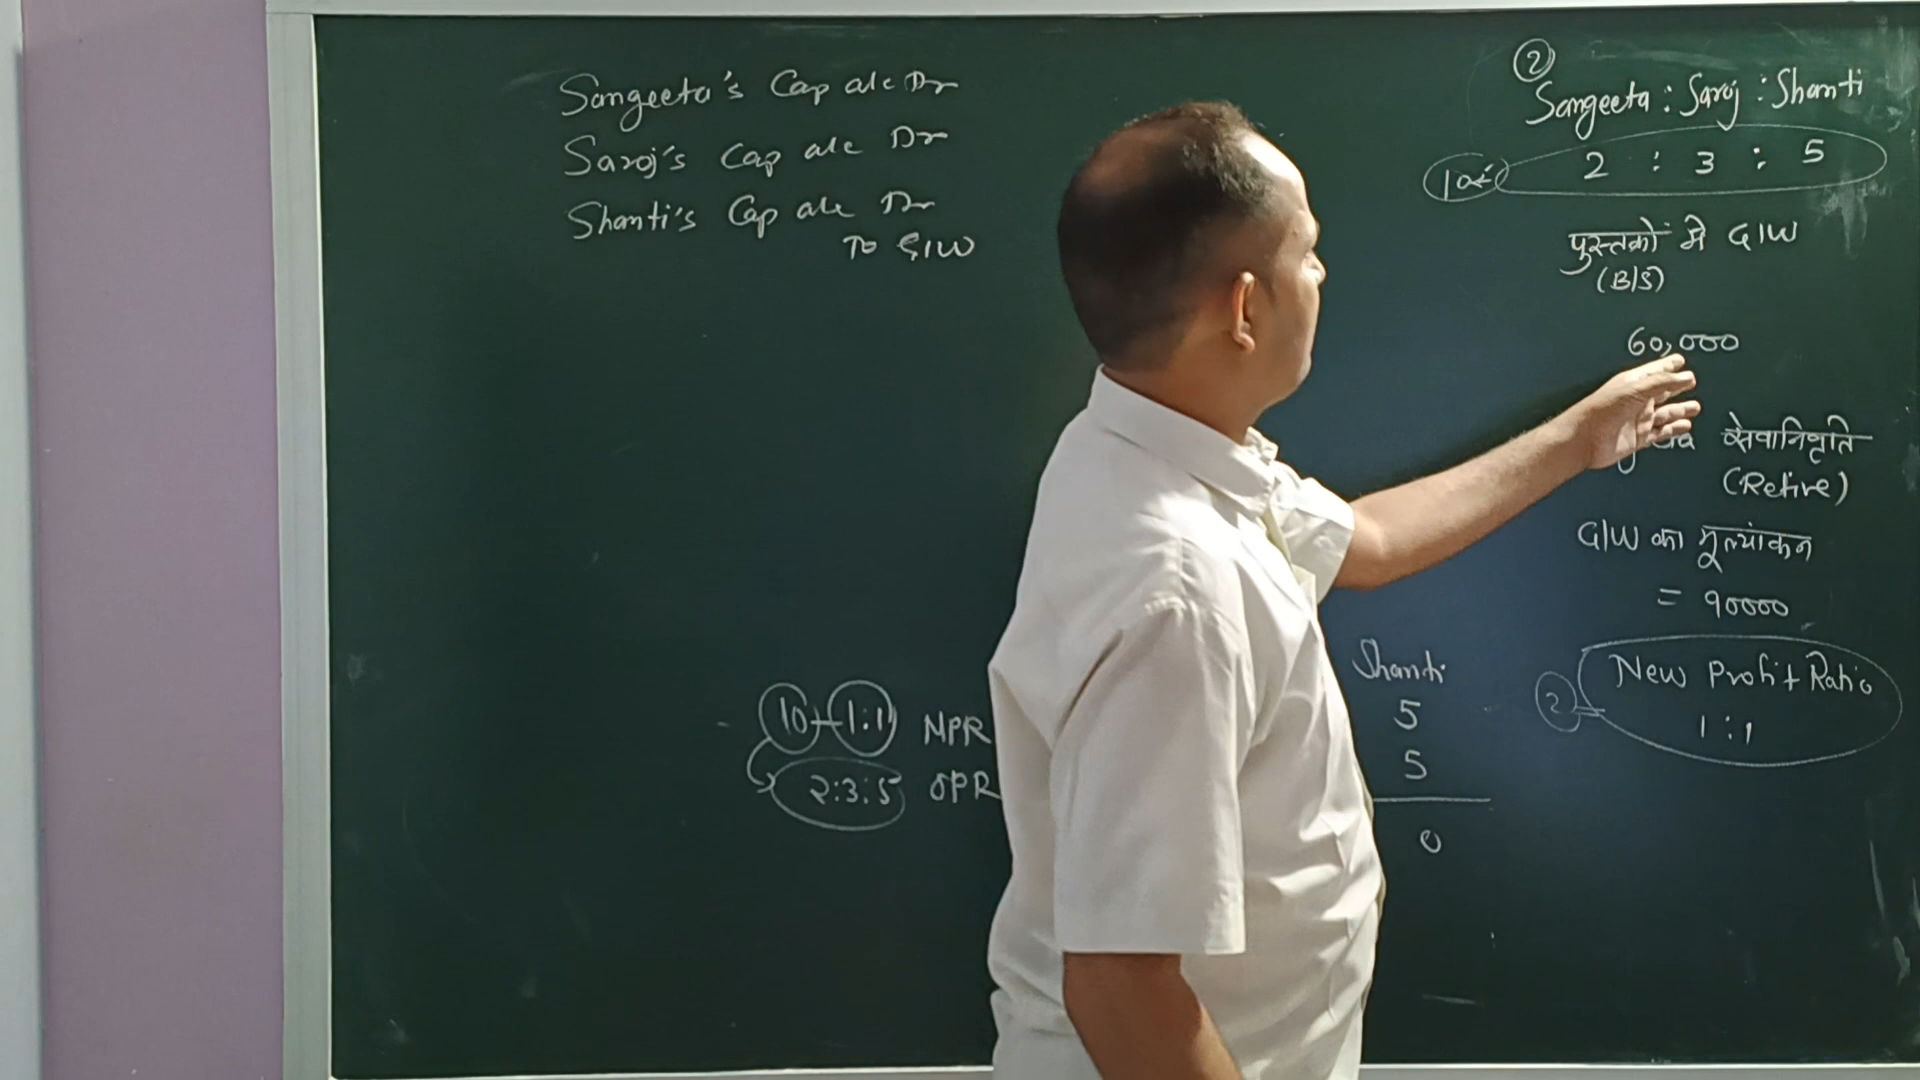 Sangeeta's Cap a/c Dr
Saroj's Cap a/c Dr
Shanti's Cap a/c Dr
To G/W
10 1:1 NPR
2:3:5 OPR
Shanti
5
5
0
②
Sangeeta : Saroj : Shanti
2 : 3 : 5
पुस्तकों में G/W
(B/S)
60,000
सेवानिवृति
(Retire)
G/W का मूल्यांकन
= 90000
New Profit Ratio
1:1
2